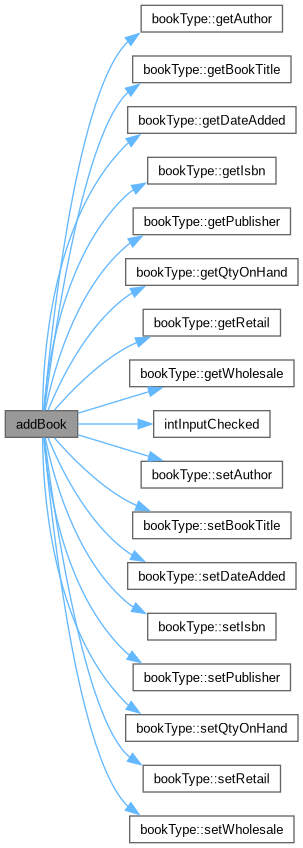 bookType::getAuthor
bookType::getBookTitle
bookType::getDateAdded
bookType::getIsbn
bookType::getPublisher
bookType::getQtyOnHand
bookType::getRetail
bookType::getWholesale
addBook
intInputChecked
bookType::setAuthor
bookType::setBookTitle
bookType::setDateAdded
bookType::setIsbn
bookType::setPublisher
bookType::setQtyOnHand
bookType::setRetail
bookType::setWholesale